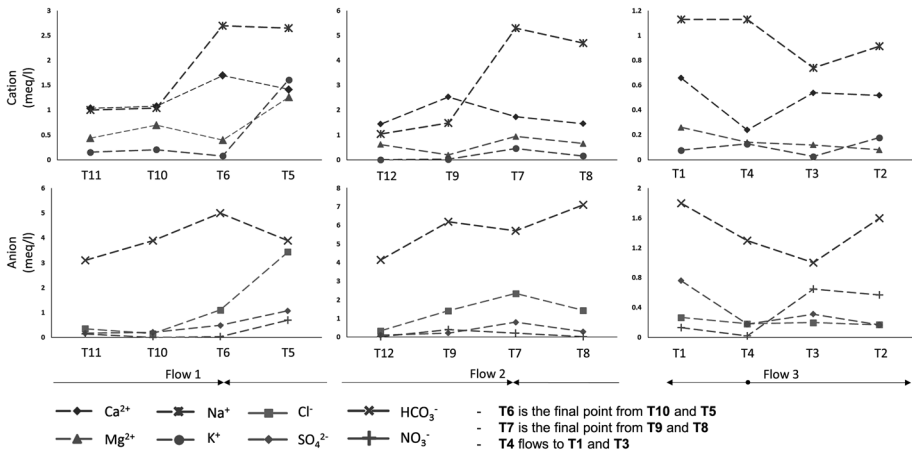 Cation
(meq/l)
3
2.5
2
1.5
1
0.5
0
T11 T10 T6 T5
6
5
4
3
2
1
0
T12 T9 T7 T8
1.2
1
0.8
0.6
0.4
0.2
0
T1 T4 T3 T2
Anion
(meq/l)
6
5
4
3
2
1
0
T11 T10 T6 T5
8
7
6
5
4
3
2
1
0
T12 T9 T7 T8
2
1.6
1.2
0.8
0.4
0
T1 T4 T3 T2
Flow 1 Flow 2 Flow 3
Ca²⁺ Na⁺ Cl⁻ HCO₃⁻
Mg²⁺ K⁺ SO₄²⁻ NO₃⁻
- T6 is the final point from T10 and T5
- T7 is the final point from T9 and T8
- T4 flows to T1 and T3